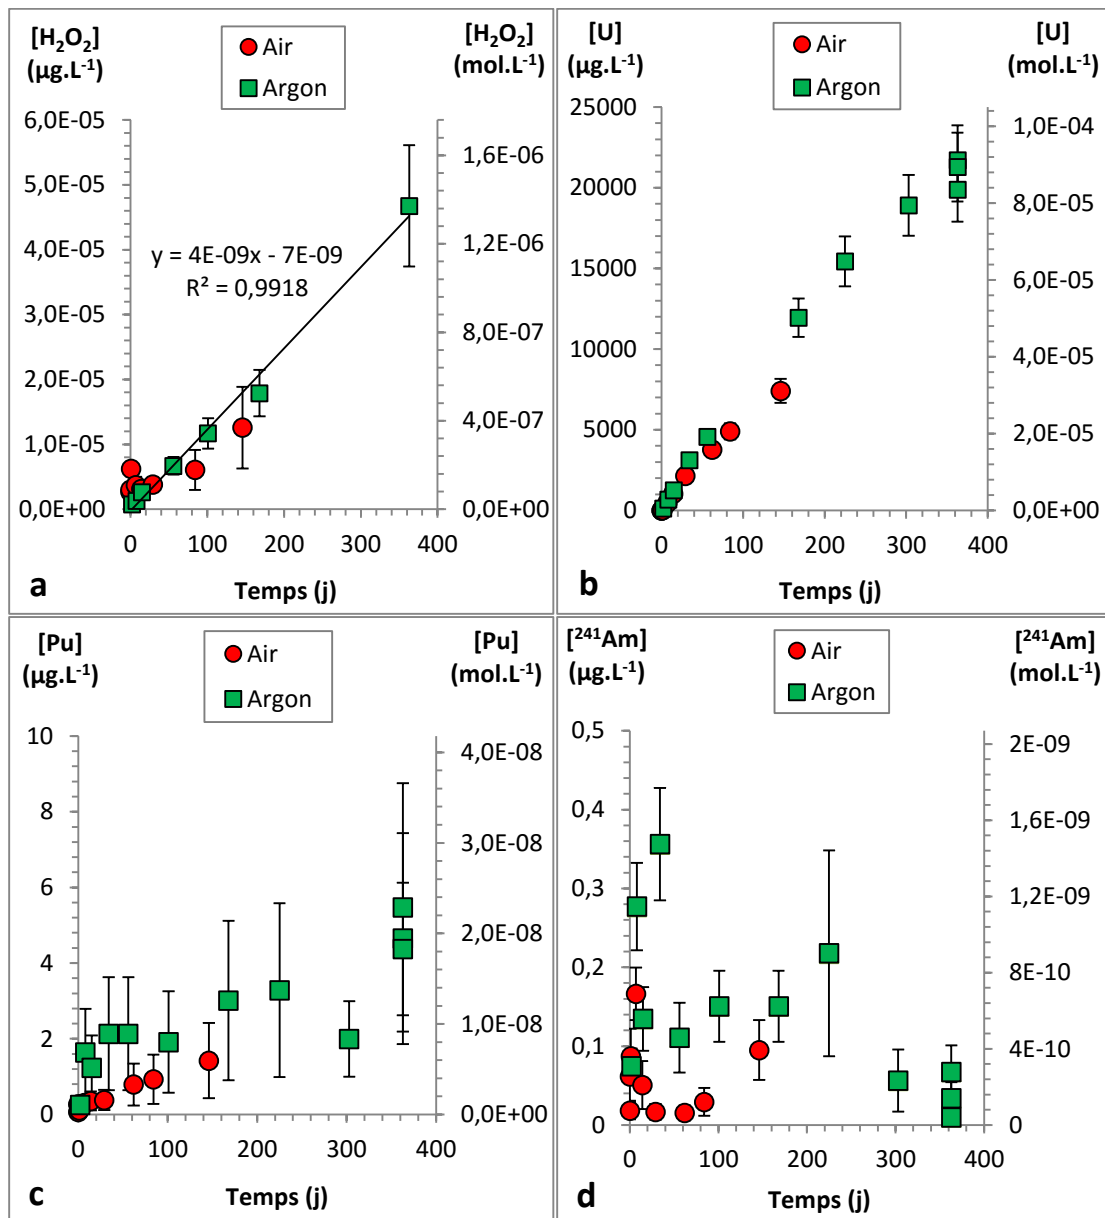 [H₂O₂]
(µg.L⁻¹)
Air
Argon
[H₂O₂]
(mol.L⁻¹)
6,0E-05
5,0E-05
4,0E-05
3,0E-05
2,0E-05
1,0E-05
0,0E+00
1,6E-06
1,2E-06
8,0E-07
4,0E-07
0,0E+00
y = 4E-09x - 7E-09
R² = 0,9918
0 100 200 300 400
Temps (j)
a
[U]
(µg.L⁻¹)
Air
Argon
[U]
(mol.L⁻¹)
25000
20000
15000
10000
5000
0
1,0E-04
8,0E-05
6,0E-05
4,0E-05
2,0E-05
0,0E+00
0 100 200 300 400
Temps (j)
b
[Pu]
(µg.L⁻¹)
Air
Argon
[Pu]
(mol.L⁻¹)
10
8
6
4
2
0
4,0E-08
3,0E-08
2,0E-08
1,0E-08
0,0E+00
0 100 200 300 400
Temps (j)
c
[²⁴¹Am]
(µg.L⁻¹)
Air
Argon
[²⁴¹Am]
(mol.L⁻¹)
0,5
0,4
0,3
0,2
0,1
0
2E-09
1,6E-09
1,2E-09
8E-10
4E-10
0
0 100 200 300 400
Temps (j)
d